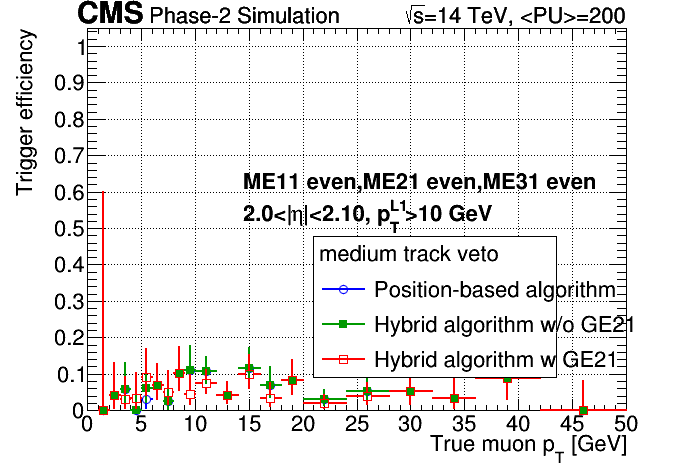 CMS Phase-2 Simulation √s=14 TeV, <PU>=200
Trigger efficiency
1
0.9
0.8
0.7
0.6
0.5
0.4
0.3
0.2
0.1
0
ME11 even,ME21 even,ME31 even
2.0<|η|<2.10, p_T^L1>10 GeV
medium track veto
Position-based algorithm
Hybrid algorithm w/o GE21
Hybrid algorithm w GE21
0 5 10 15 20 25 30 35 40 45 50
True muon p_T [GeV]